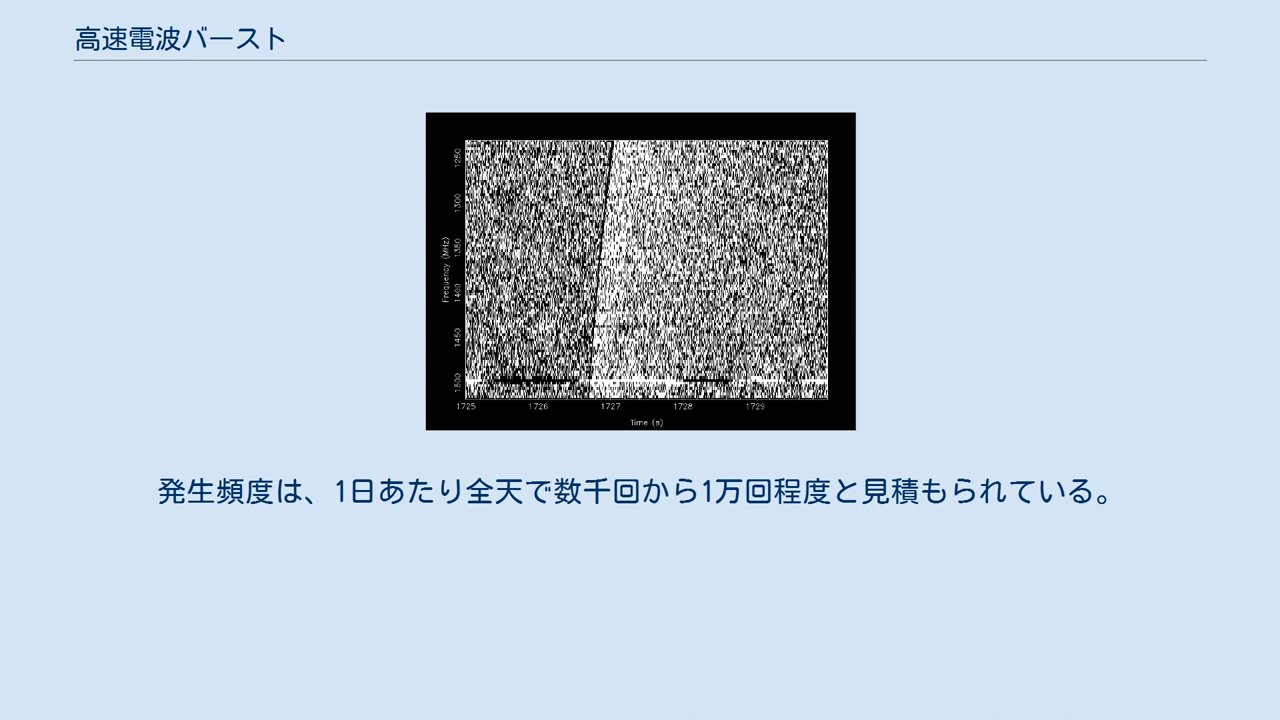 高速電波バースト
1250
1300
1350
1400
1450
1500
Frequency (MHz)
1725 1726 1727 1728 1729
Time (s)
発生頻度は、1日あたり全天で数千回から1万回程度と見積もられている。